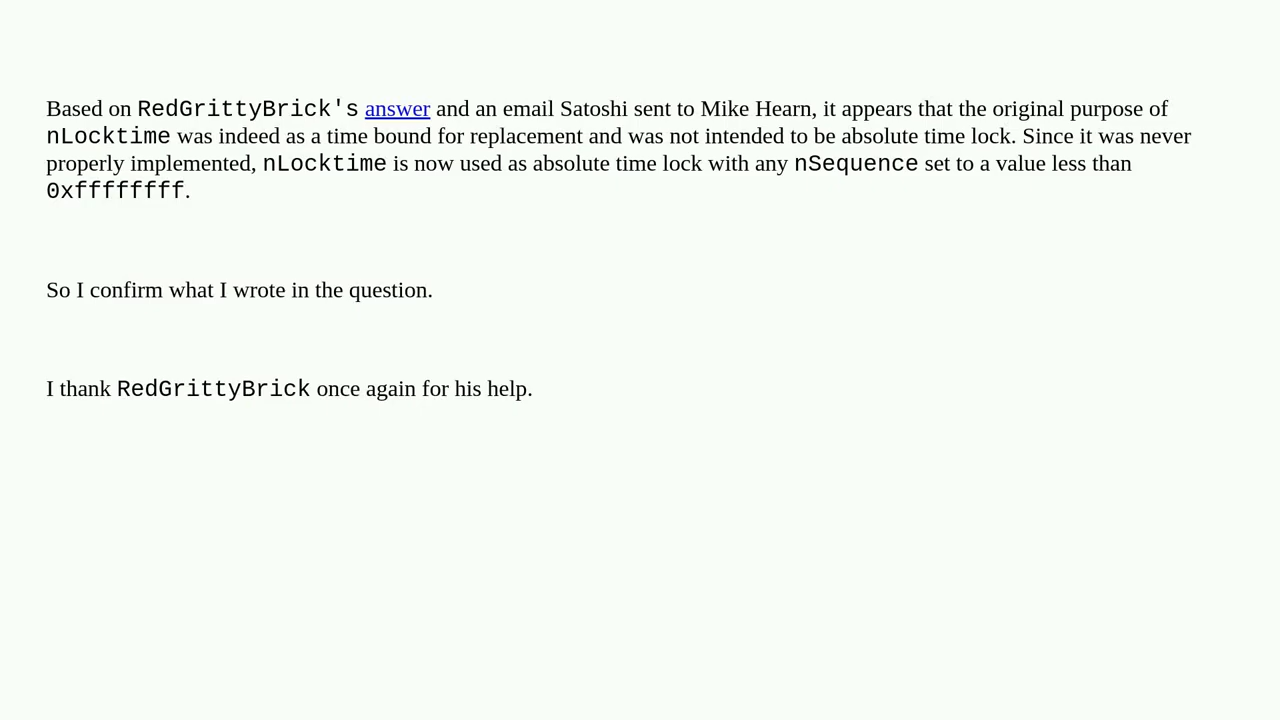 Based on RedGrittyBrick's answer and an email Satoshi sent to Mike Hearn, it appears that the original purpose of
nLocktime was indeed as a time bound for replacement and was not intended to be absolute time lock. Since it was never
properly implemented, nLocktime is now used as absolute time lock with any nSequence set to a value less than
0xffffffff.
So I confirm what I wrote in the question.
I thank RedGrittyBrick once again for his help.